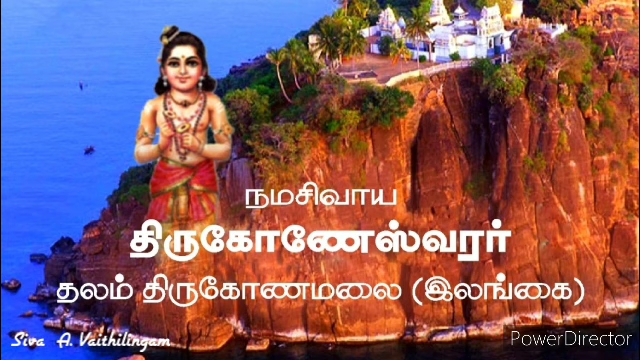 நமசிவாய
திருகோணேஸ்வரர்
தலம் திருகோணமலை (இலங்கை)
Siva A. Vaithilingam
PowerDirector